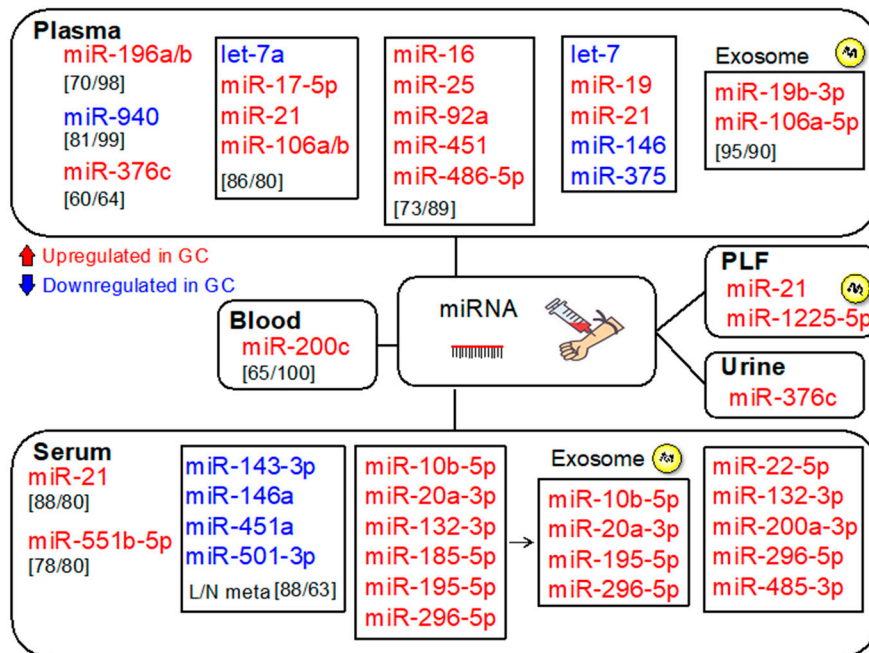 Plasma
miR-196a/b
[70/98]
miR-940
[81/99]
miR-376c
[60/64]
let-7a
miR-17-5p
miR-21
miR-106a/b
[86/80]
miR-16
miR-25
miR-92a
miR-451
miR-486-5p
[73/89]
let-7
miR-19
miR-21
miR-146
miR-375
Exosome
miR-19b-3p
miR-106a-5p
[95/90]
Upregulated in GC
Downregulated in GC
Blood
miR-200c
[65/100]
miRNA
PLF
miR-21
miR-1225-5p
Urine
miR-376c
Serum
miR-21
[88/80]
miR-551b-5p
[78/80]
miR-143-3p
miR-146a
miR-451a
miR-501-3p
L/N meta [88/63]
miR-10b-5p
miR-20a-3p
miR-132-3p
miR-185-5p
miR-195-5p
miR-296-5p
Exosome
miR-10b-5p
miR-20a-3p
miR-195-5p
miR-296-5p
miR-22-5p
miR-132-3p
miR-200a-3p
miR-296-5p
miR-485-3p